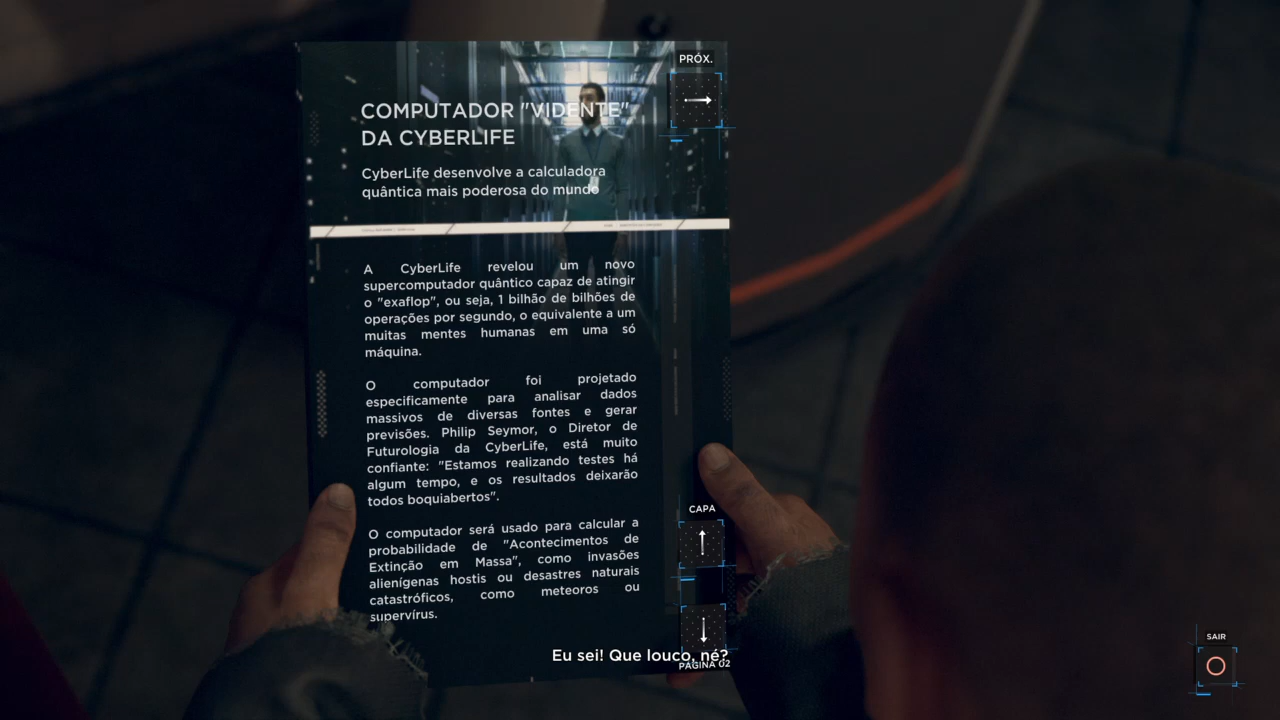 PRÓX.
COMPUTADOR "VIDENTE"
DA CYBERLIFE
CyberLife desenvolve a calculadora
quântica mais poderosa do mundo
A CyberLife revelou um novo
supercomputador quântico capaz de atingir
o "exaflop", ou seja, 1 bilhão de bilhões de
operações por segundo, o equivalente a um
muitas mentes humanas em uma só
máquina.
O computador foi projetado
especificamente para analisar dados
massivos de diversas fontes e gerar
previsões. Philip Seymor, o Diretor de
Futurologia da CyberLife, está muito
confiante: "Estamos realizando testes há
algum tempo, e os resultados deixarão
todos boquiabertos".
O computador será usado para calcular a
probabilidade de "Acontecimentos de
Extinção em Massa", como invasões
alienígenas hostis ou desastres naturais
catastróficos, como meteoros ou
supervírus.
CAPA
PÁGINA 02
Eu sei! Que louco, né?
SAIR